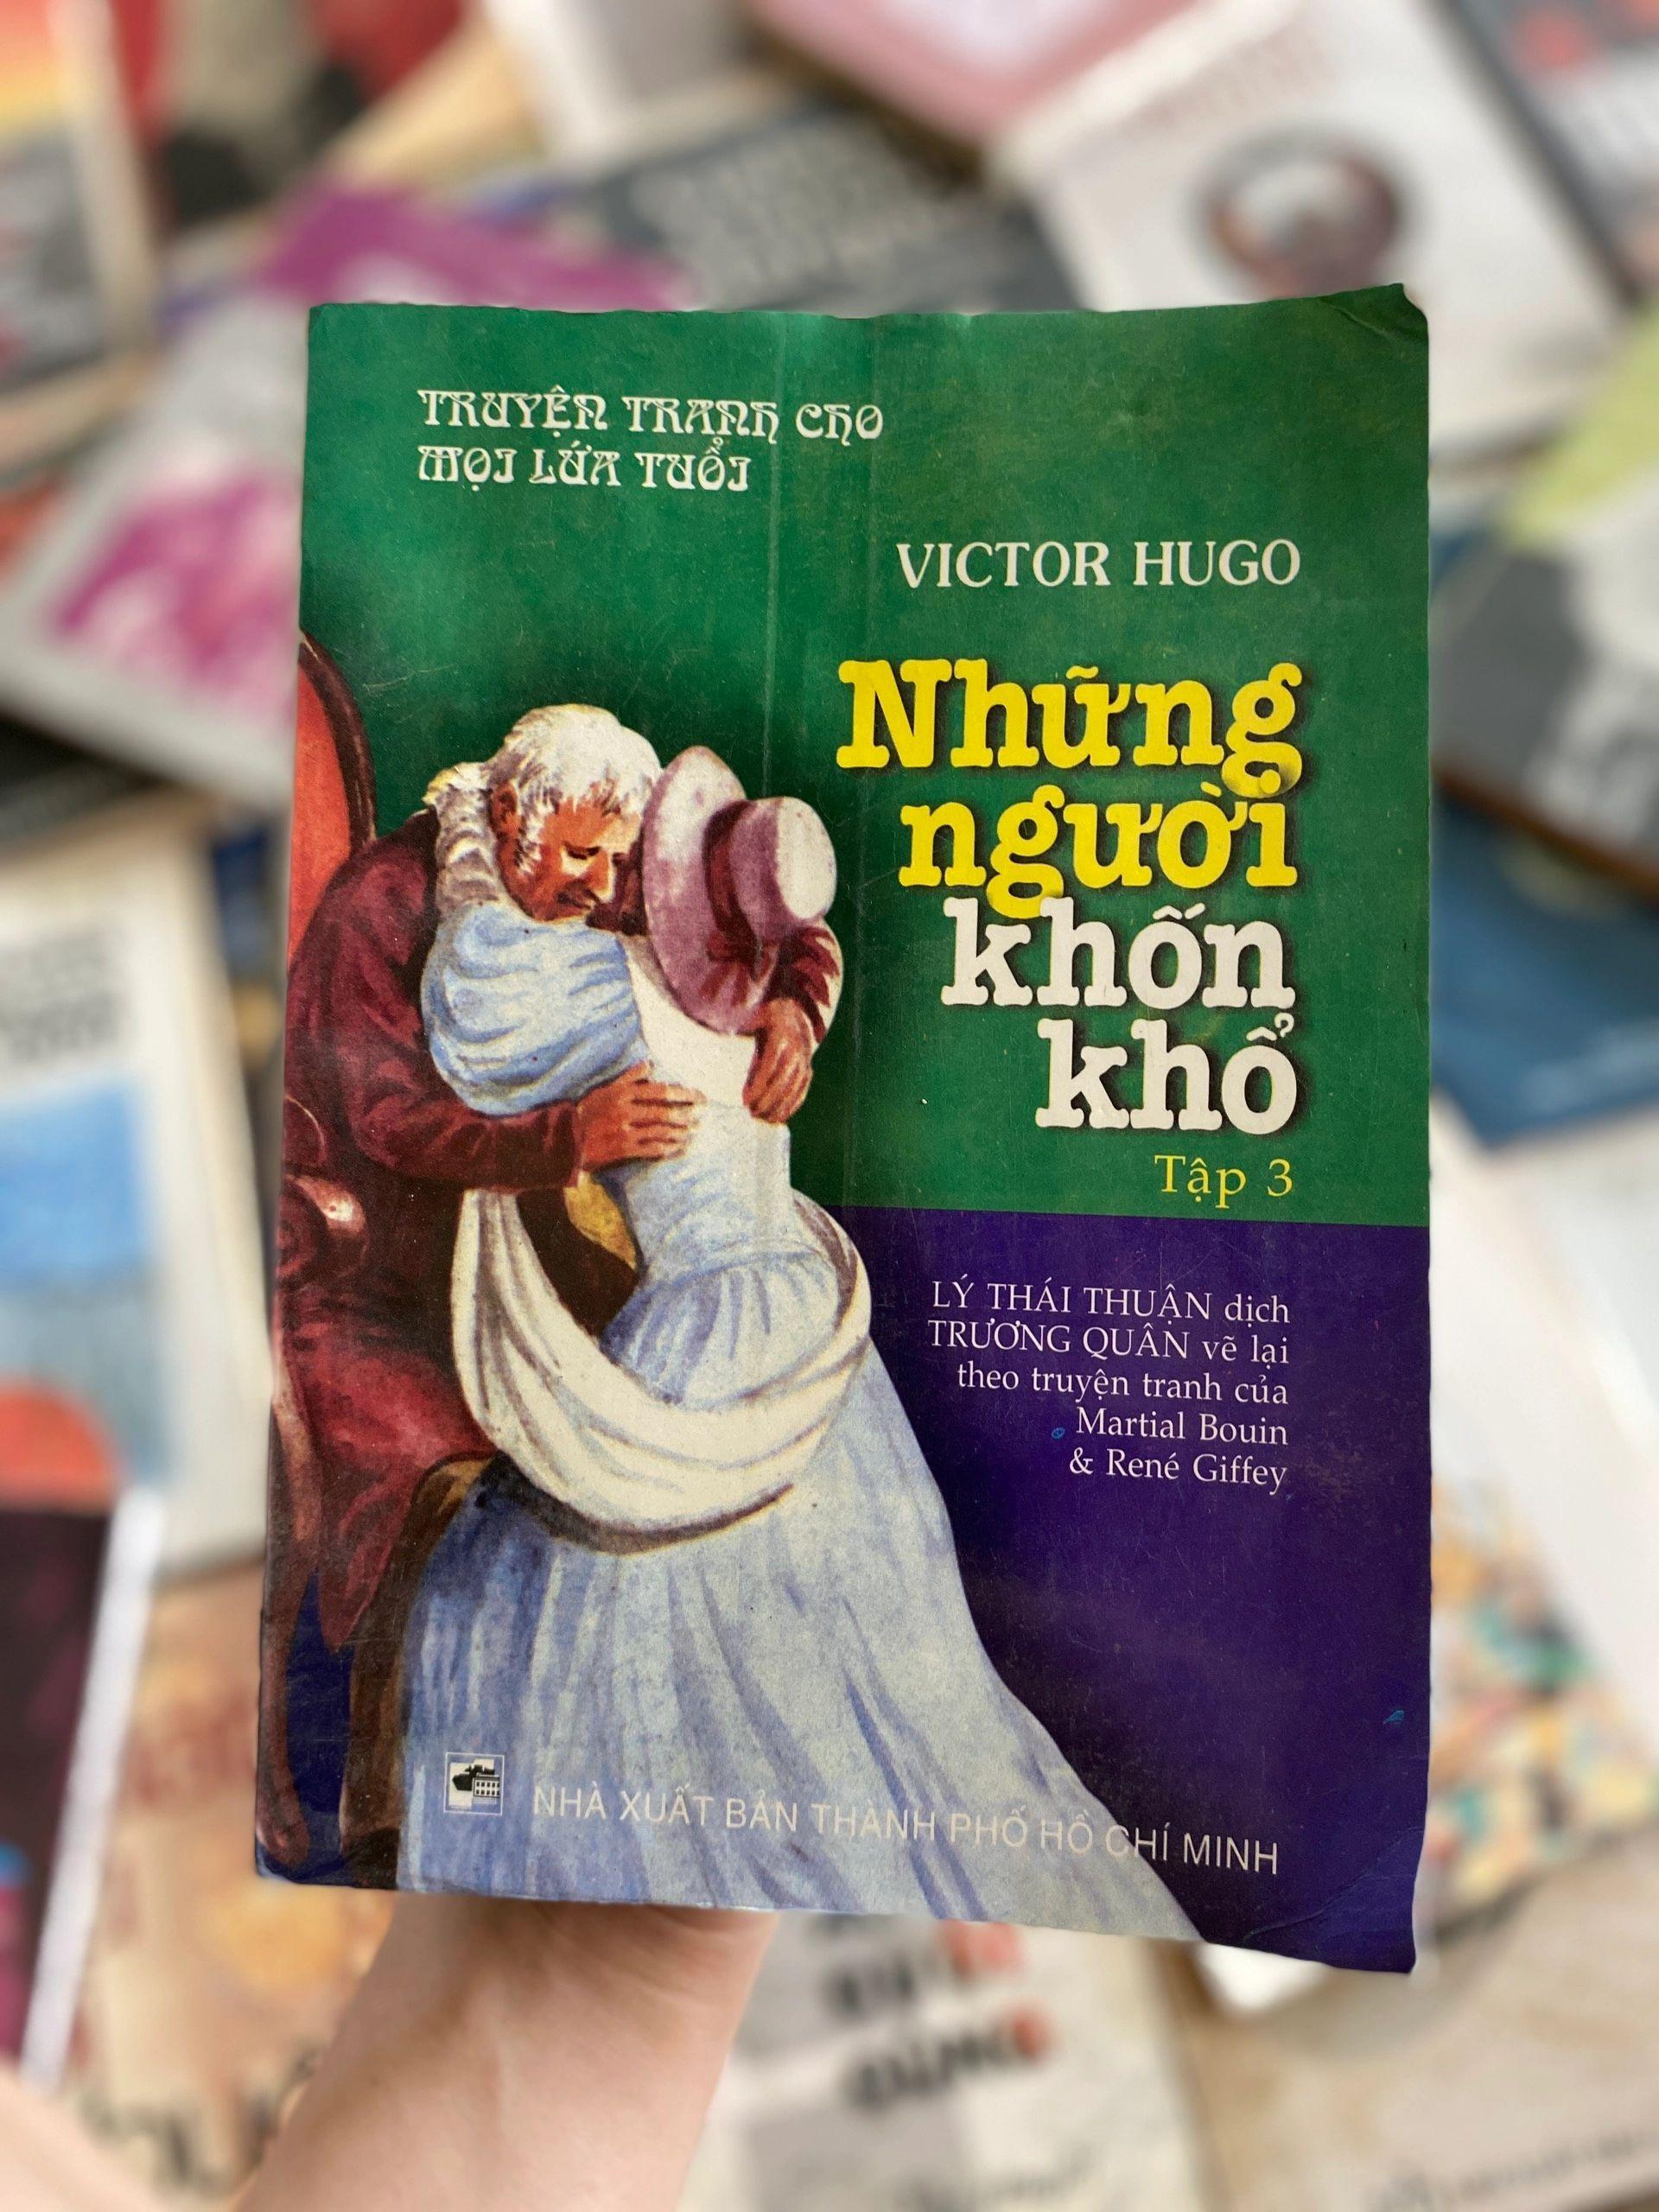 TRUYỆN TRANH CHO
MỌI LỨA TUỔI
VICTOR HUGO
Những
người
khốn
khổ
Tập 3
LÝ THÁI THUẬN dịch
TRƯƠNG QUÂN vẽ lại
theo truyện tranh của
Martial Bouin
& René Giffey
NHÀ XUẤT BẢN THÀNH PHỐ HỒ CHÍ MINH